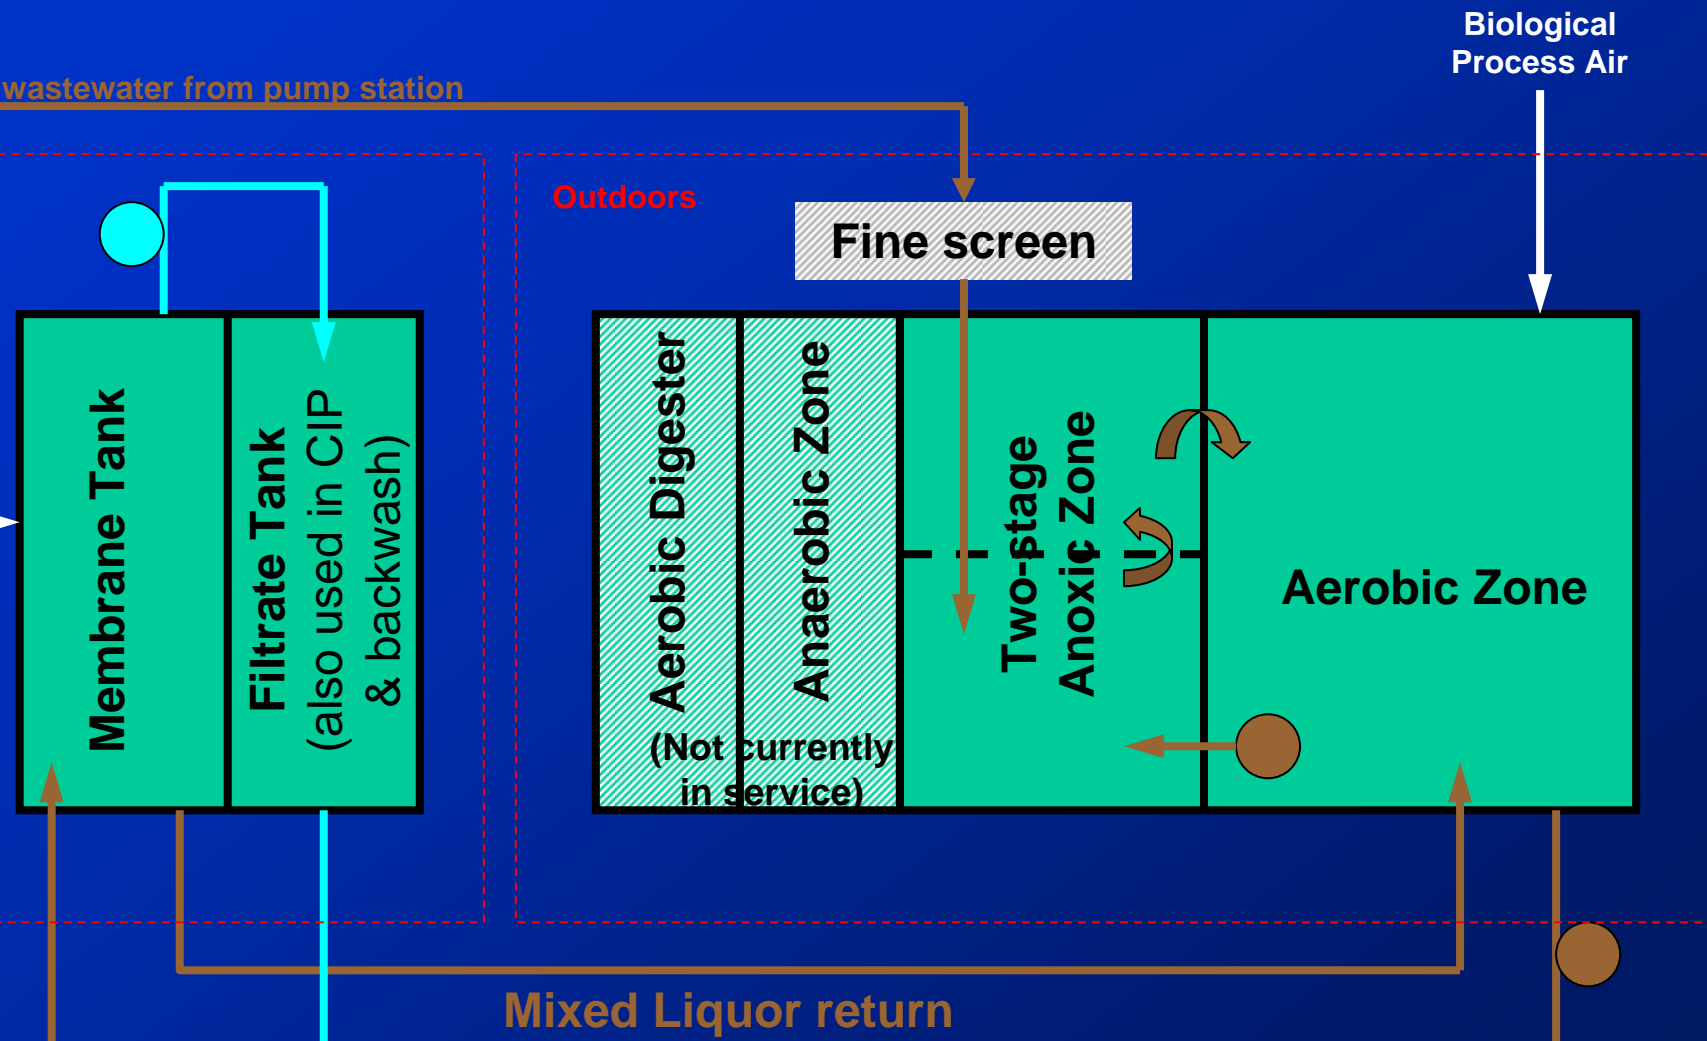 Biological
Process Air
wastewater from pump station
Outdoors
Fine screen
Membrane Tank
Filtrate Tank
(also used in CIP
& backwash)
Aerobic Digester
Anaerobic Zone
(Not currently
in service)
Two-stage
Anoxic Zone
Aerobic Zone
Mixed Liquor return